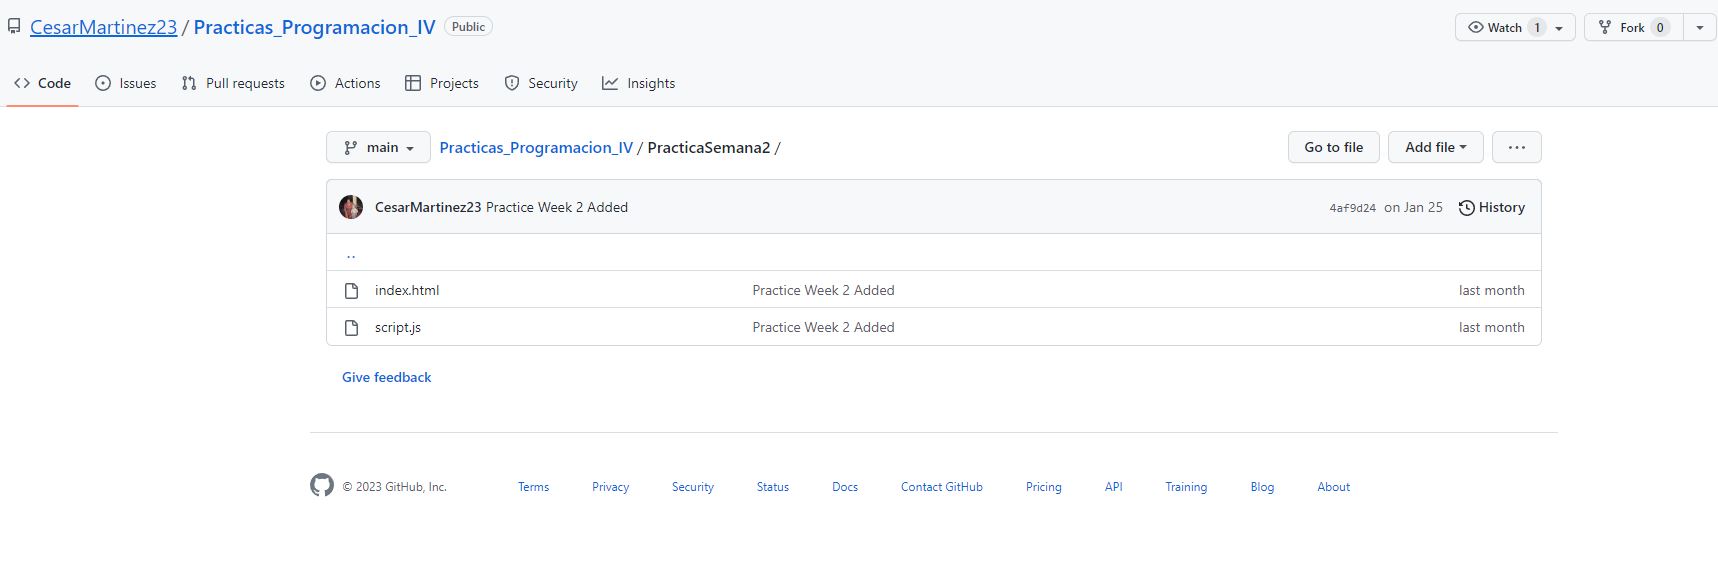 CesarMartinez23 / Practicas_Programacion_IV Public Watch 1 Fork 0
Code Issues Pull requests Actions Projects Security Insights
main Practicas_Programacion_IV / PracticaSemana2 / Go to file Add file ...
CesarMartinez23 Practice Week 2 Added 4af9d24 on Jan 25 History
..
index.html Practice Week 2 Added last month
script.js Practice Week 2 Added last month
Give feedback
© 2023 GitHub, Inc. Terms Privacy Security Status Docs Contact GitHub Pricing API Training Blog About